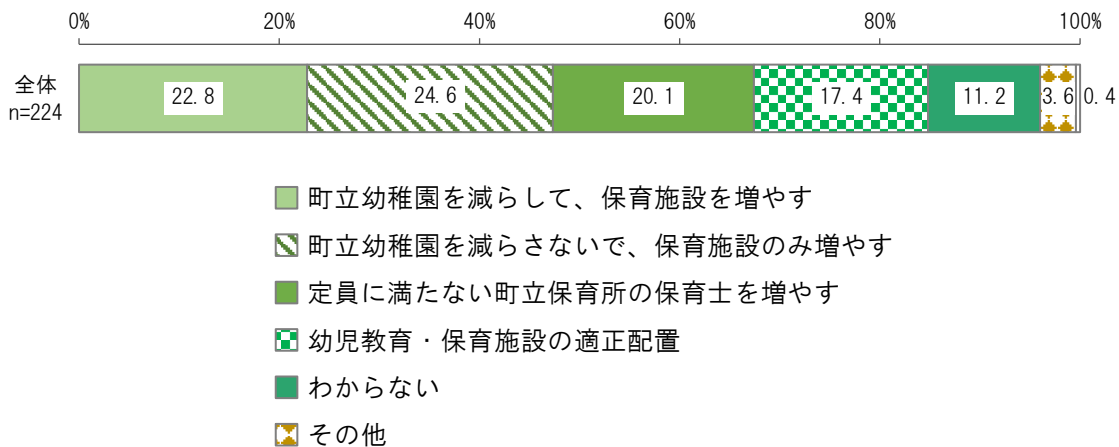 0% 20% 40% 60% 80% 100%
全体
n=224
22.8 24.6 20.1 17.4 11.2 3.6 0.4
町立幼稚園を減らして、保育施設を増やす
町立幼稚園を減らさないで、保育施設のみ増やす
定員に満たない町立保育所の保育士を増やす
幼児教育・保育施設の適正配置
わからない
その他